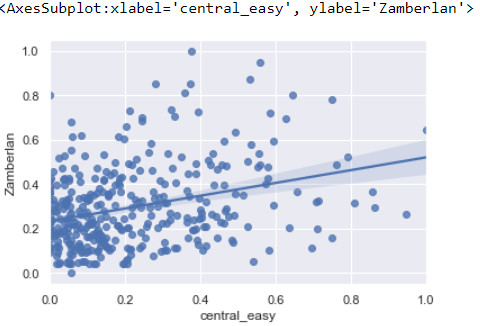 <AxesSubplot:xlabel='central_easy', ylabel='Zamberlan'>
1.0
0.8
0.6
0.4
0.2
0.0
Zamberlan
0.0 0.2 0.4 0.6 0.8 1.0
central_easy